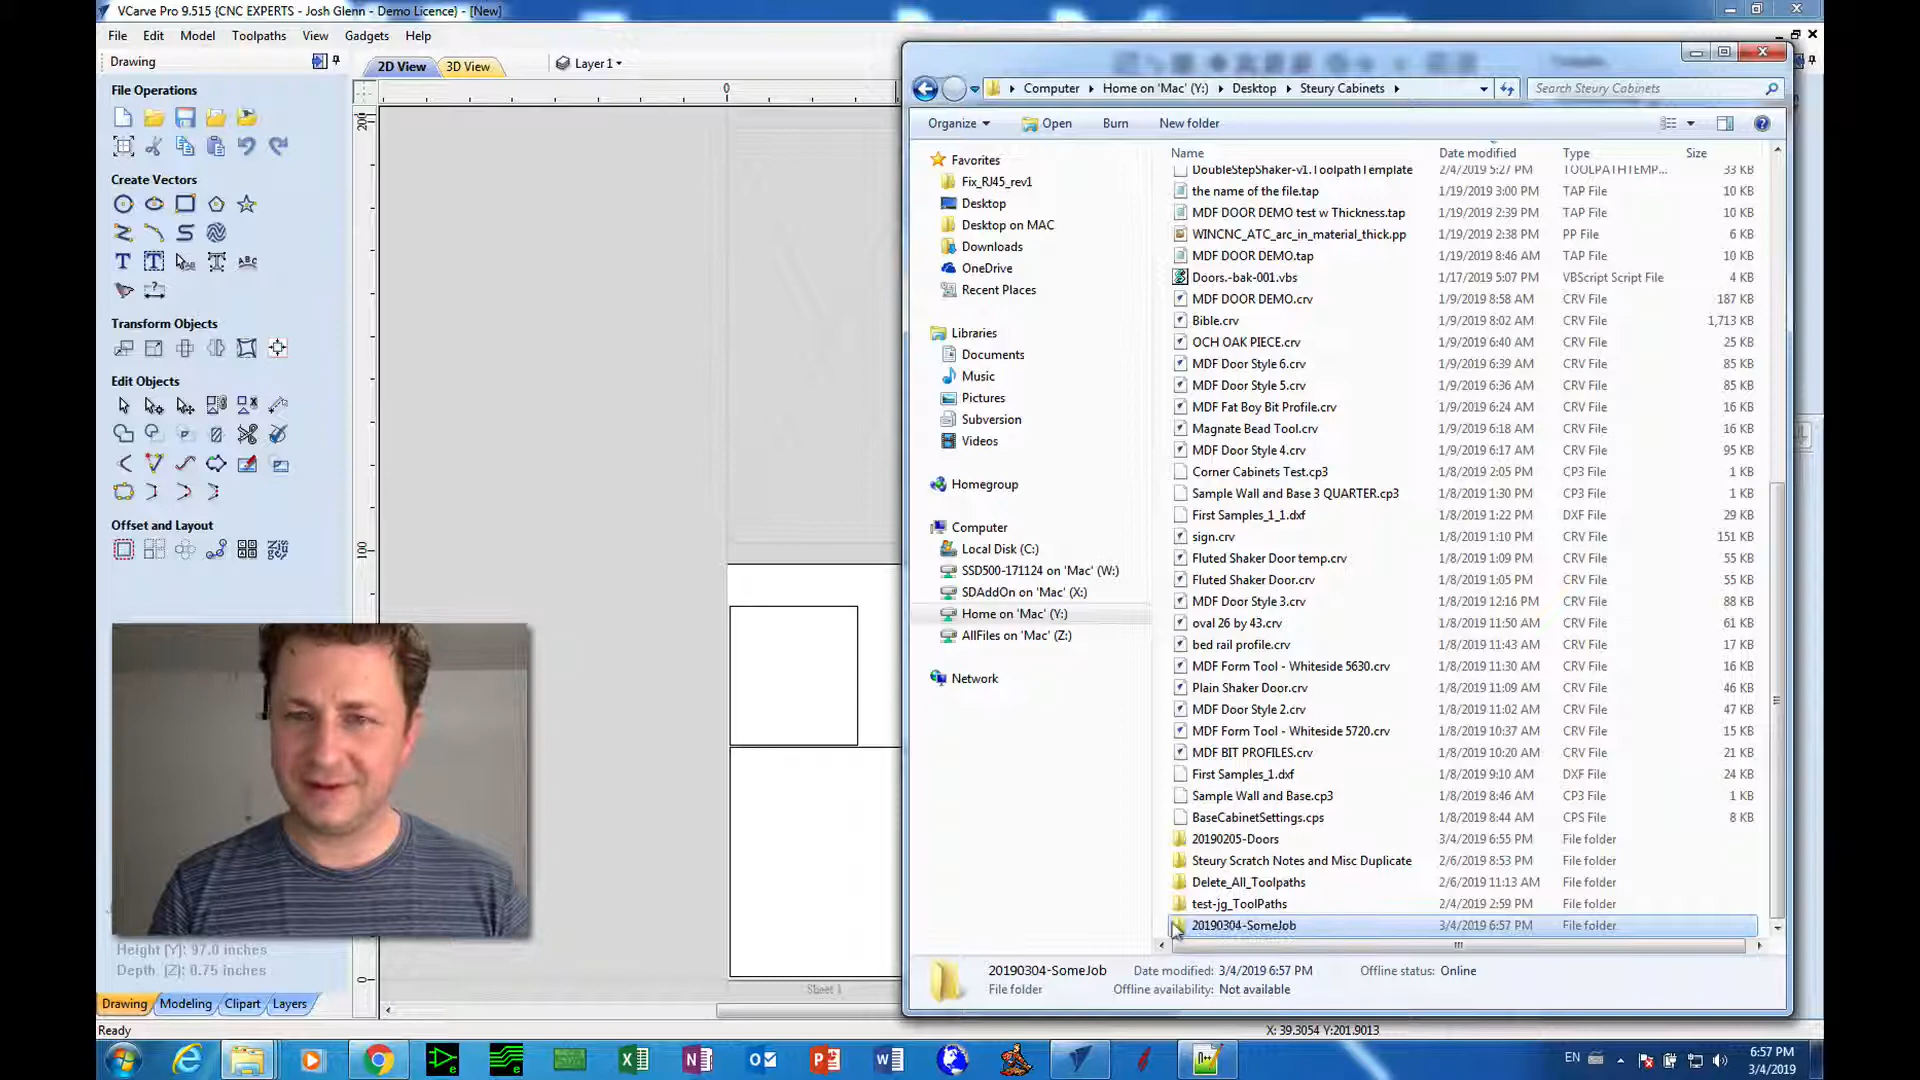 VCarve Pro 9.515 {CNC EXPERTS - Josh Glenn - Demo Licence} - [New]
File Edit Model Toolpaths View Gadgets Help
Drawing
2D View
3D View
Layer 1
File Operations
Create Vectors
Transform Objects
Edit Objects
Offset and Layout
Height (Y): 97.0 inches
Depth (Z): 0.75 inches
Drawing Modeling Clipart Layers
Ready
0
200
100
0
Sheet 1
Computer Home on 'Mac' (Y:) Desktop Steury Cabinets
Search Steury Cabinets
Organize Open Burn New folder
Favorites
Fix_RJ45_rev1
Desktop
Desktop on MAC
Downloads
OneDrive
Recent Places
Libraries
Documents
Music
Pictures
Subversion
Videos
Homegroup
Computer
Local Disk (C:)
SSD500-171124 on 'Mac' (W:)
SDAddOn on 'Mac' (X:)
Home on 'Mac' (Y:)
AllFiles on 'Mac' (Z:)
Network
Name Date modified Type Size
DoubleStepShaker-v1.ToolpathTemplate 2/4/2019 5:27 PM TOOLPATHTEMP... 33 KB
the name of the file.tap 1/19/2019 3:00 PM TAP File 10 KB
MDF DOOR DEMO test w Thickness.tap 1/19/2019 2:39 PM TAP File 10 KB
WINCNC_ATC_arc_in_material_thick.pp 1/19/2019 2:38 PM PP File 6 KB
MDF DOOR DEMO.tap 1/19/2019 8:46 AM TAP File 10 KB
Doors.-bak-001.vbs 1/17/2019 5:07 PM VBScript Script File 4 KB
MDF DOOR DEMO.crv 1/9/2019 8:58 AM CRV File 187 KB
Bible.crv 1/9/2019 8:02 AM CRV File 1,713 KB
OCH OAK PIECE.crv 1/9/2019 6:40 AM CRV File 25 KB
MDF Door Style 6.crv 1/9/2019 6:39 AM CRV File 85 KB
MDF Door Style 5.crv 1/9/2019 6:36 AM CRV File 85 KB
MDF Fat Boy Bit Profile.crv 1/9/2019 6:24 AM CRV File 16 KB
Magnate Bead Tool.crv 1/9/2019 6:18 AM CRV File 16 KB
MDF Door Style 4.crv 1/9/2019 6:17 AM CRV File 95 KB
Corner Cabinets Test.cp3 1/8/2019 2:05 PM CP3 File 1 KB
Sample Wall and Base 3 QUARTER.cp3 1/8/2019 1:30 PM CP3 File 1 KB
First Samples_1_1.dxf 1/8/2019 1:22 PM DXF File 29 KB
sign.crv 1/8/2019 1:10 PM CRV File 151 KB
Fluted Shaker Door temp.crv 1/8/2019 1:09 PM CRV File 55 KB
Fluted Shaker Door.crv 1/8/2019 1:05 PM CRV File 55 KB
MDF Door Style 3.crv 1/8/2019 12:16 PM CRV File 88 KB
oval 26 by 43.crv 1/8/2019 11:50 AM CRV File 61 KB
bed rail profile.crv 1/8/2019 11:43 AM CRV File 17 KB
MDF Form Tool - Whiteside 5630.crv 1/8/2019 11:30 AM CRV File 16 KB
Plain Shaker Door.crv 1/8/2019 11:09 AM CRV File 46 KB
MDF Door Style 2.crv 1/8/2019 11:02 AM CRV File 47 KB
MDF Form Tool - Whiteside 5720.crv 1/8/2019 10:37 AM CRV File 15 KB
MDF BIT PROFILES.crv 1/8/2019 10:20 AM CRV File 21 KB
First Samples_1.dxf 1/8/2019 9:10 AM DXF File 24 KB
Sample Wall and Base.cp3 1/8/2019 8:46 AM CP3 File 1 KB
BaseCabinetSettings.cps 1/8/2019 8:44 AM CPS File 8 KB
20190205-Doors 3/4/2019 6:55 PM File folder
Steury Scratch Notes and Misc Duplicate 2/6/2019 8:53 PM File folder
Delete_All_Toolpaths 2/6/2019 11:13 AM File folder
test-jg_ToolPaths 2/4/2019 2:59 PM File folder
20190304-SomeJob 3/4/2019 6:57 PM File folder
20190304-SomeJob Date modified: 3/4/2019 6:57 PM Offline status: Online
File folder Offline availability: Not available
X: 39.3054 Y:201.9013
EN
6:57 PM
3/4/2019